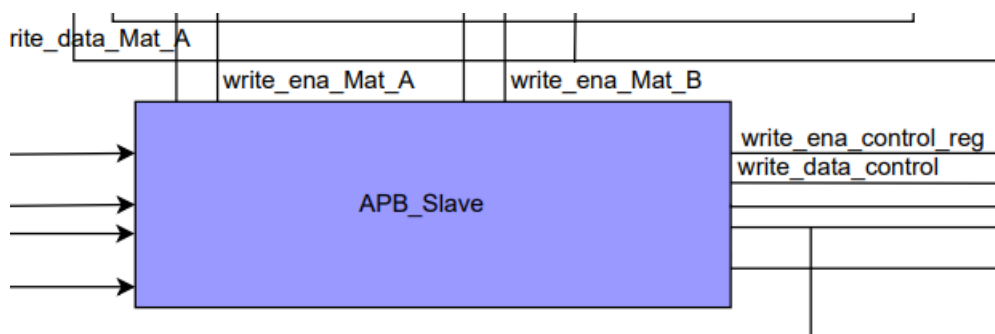 rite_data_Mat_A
write_ena_Mat_A
write_ena_Mat_B
write_ena_control_reg
write_data_control
APB_Slave